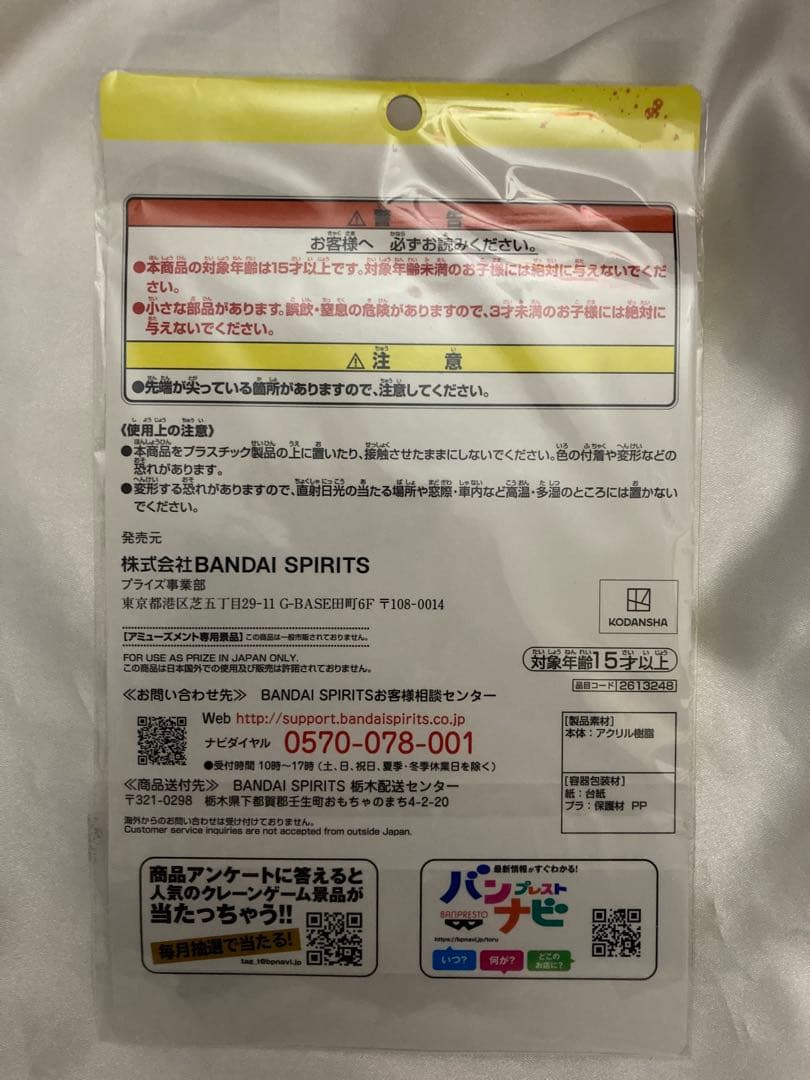 ⚠警 告
お客様へ 必ずお読みください。
●本商品の対象年齢は15才以上です。対象年齢未満のお子様には絶対に与えないでくだ
さい。
●小さな部品があります。誤飲・窒息の危険がありますので、3才未満のお子様には絶対に
与えないでください。
⚠注 意
●先端が尖っている箇所がありますので、注意してください。
《使用上の注意》
●本商品をプラスチック製品の上に置いたり、接触させたままにしないでください。色の付着や変形などの
恐れがあります。
●変形する恐れがありますので、直射日光の当たる場所や窓際・車内など高温・多湿のところには置かない
でください。
発売元
株式会社BANDAI SPIRITS
プライズ事業部
東京都港区芝五丁目29-11 G-BASE田町6F 〒108-0014
KODANSHA
[アミューズメント専用景品] この商品は一般市販されておりません。
FOR USE AS PRIZE IN JAPAN ONLY.
この商品は日本国外での使用及び販売は許諾されておりません。
対象年齢15才以上
品目コード 2613248
≪お問い合わせ先≫ BANDAI SPIRITSお客様相談センター
Web http://support.bandaispirits.co.jp
ナビダイヤル 0570-078-001
●受付時間 10時〜17時 (土、日、祝日、夏季・冬季休業日を除く)
≪商品送付先≫ BANDAI SPIRITS 栃木配送センター
〒321-0298 栃木県下都賀郡壬生町おもちゃのまち4-2-20
海外からのお問い合わせは受け付けておりません。
Customer service inquiries are not accepted from outside Japan.
[製品素材]
本体：アクリル樹脂
[容器包装材]
紙：台紙
プラ：保護材 PP
商品アンケートに答えると
人気のクレーンゲーム景品が
当たっちゃう!!
毎月抽選で当たる!
tag_t@bpnavi.jp
最新情報がすぐわかる!
バンプレスト
BANPRESTO
ナビ
https://bpnavi.jp/toru
いつ?
何が?
どこの
お店に?